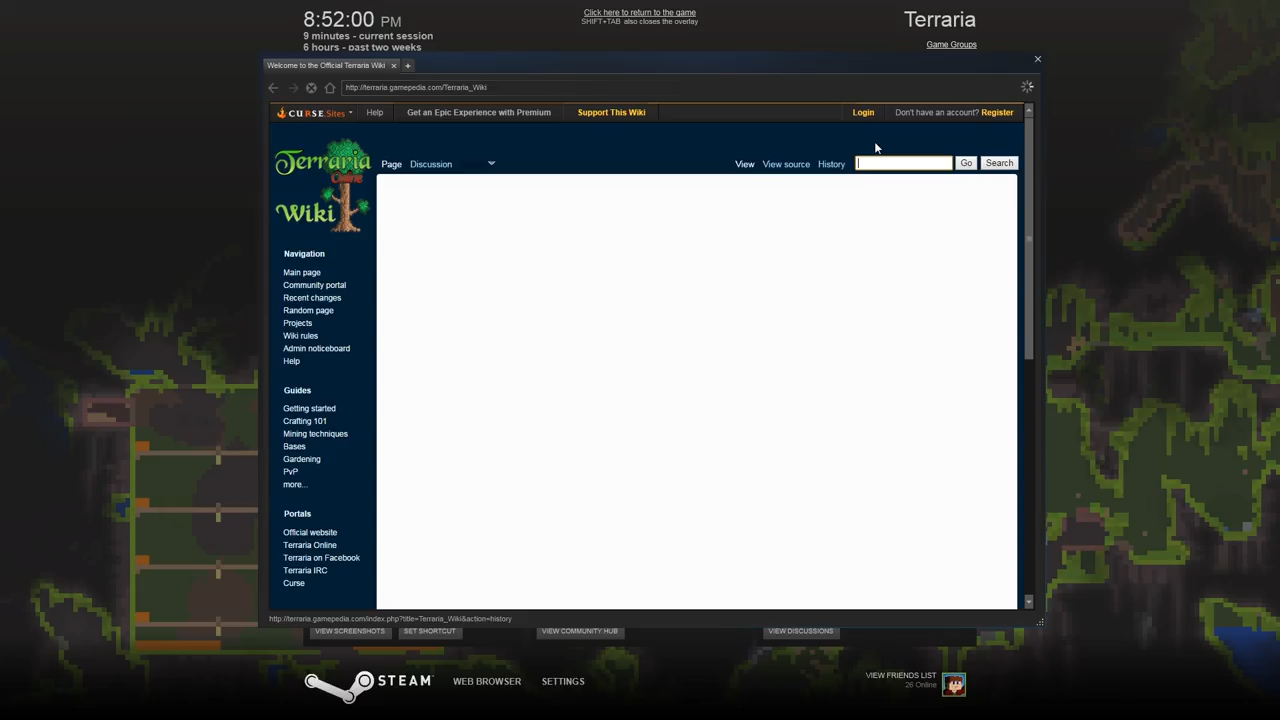 8:52:00 PM
9 minutes - current session
6 hours - past two weeks
Click here to return to the game
SHIFT+TAB also closes the overlay
Terraria
Game Groups
Welcome to the Official Terraria Wiki
http://terraria.gamepedia.com/Terraria_Wiki
CURSE.Sites
Help
Get an Epic Experience with Premium
Support This Wiki
Login
Don't have an account? Register
Terraria
Wiki
Page
Discussion
View
View source
History
Go
Search
Navigation
Main page
Community portal
Recent changes
Random page
Projects
Wiki rules
Admin noticeboard
Help
Guides
Getting started
Crafting 101
Mining techniques
Bases
Gardening
PvP
more...
Portals
Official website
Terraria Online
Terraria on Facebook
Terraria IRC
Curse
http://terraria.gamepedia.com/index.php?title=Terraria_Wiki&action=history
VIEW SCREENSHOTS
SET SHORTCUT
VIEW COMMUNITY HUB
VIEW DISCUSSIONS
STEAM
WEB BROWSER
SETTINGS
VIEW FRIENDS LIST
26 Online